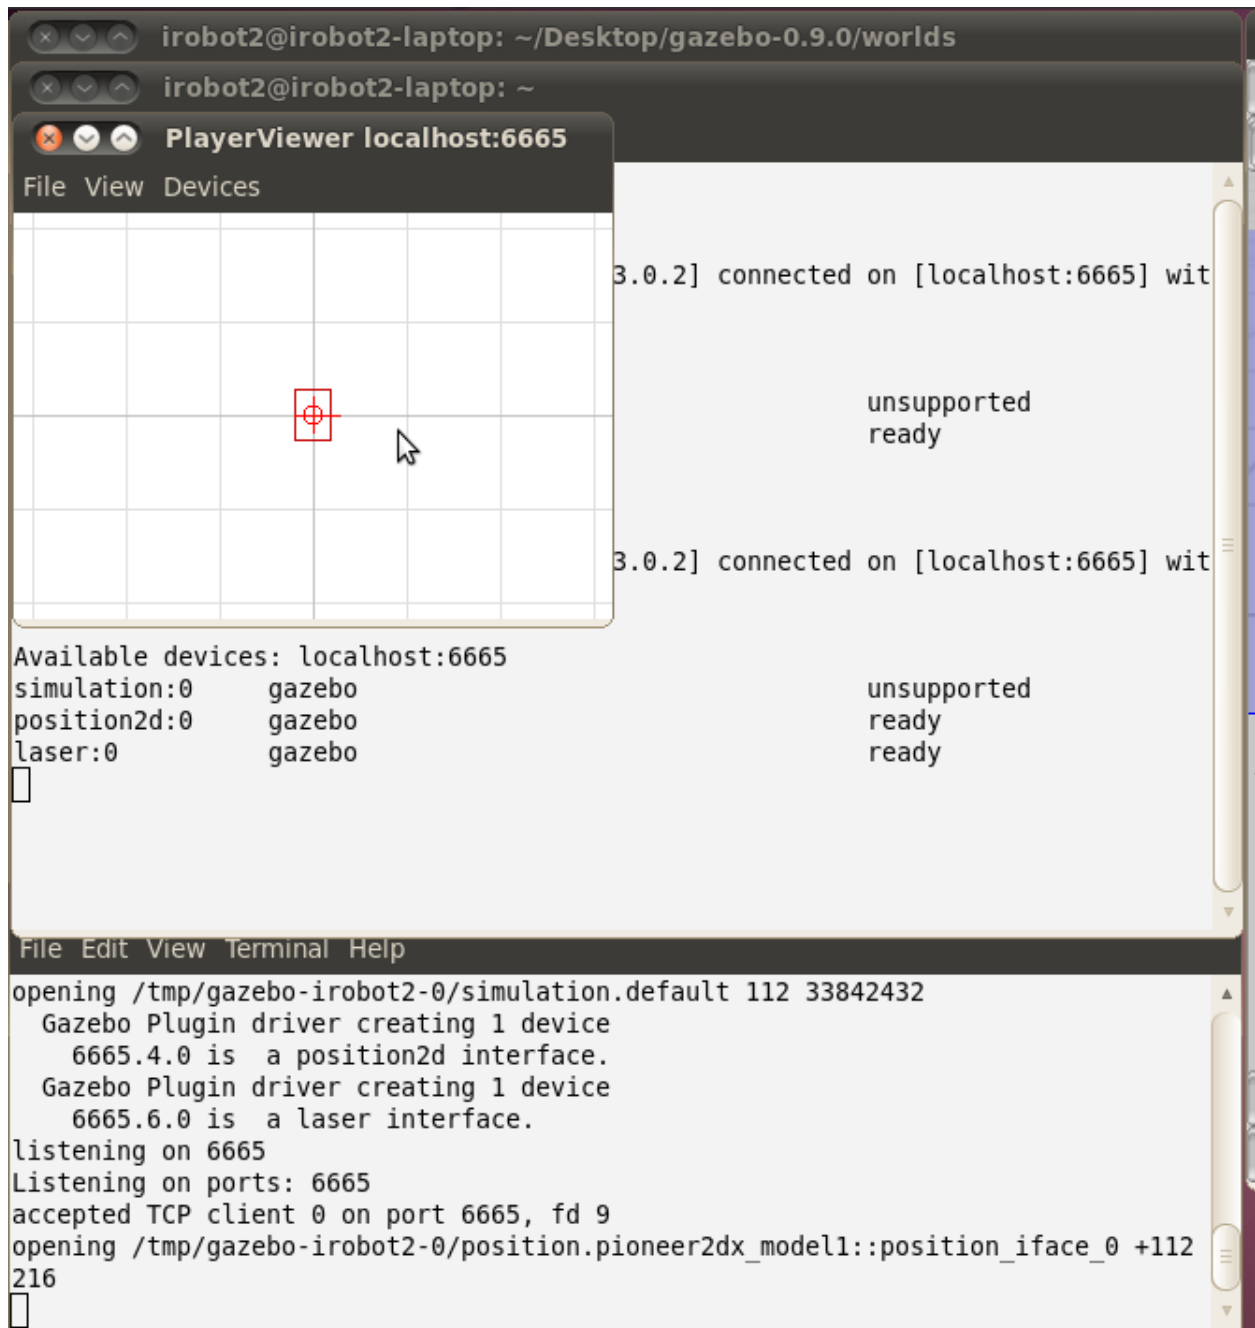 irobot2@irobot2-laptop: ~/Desktop/gazebo-0.9.0/worlds
irobot2@irobot2-laptop: ~
PlayerViewer localhost:6665
File View Devices
3.0.2] connected on [localhost:6665] wit
unsupported
ready
3.0.2] connected on [localhost:6665] wit
Available devices: localhost:6665
simulation:0     gazebo                                  unsupported
position2d:0     gazebo                                  ready
laser:0          gazebo                                  ready
File Edit View Terminal Help
opening /tmp/gazebo-irobot2-0/simulation.default 112 33842432
  Gazebo Plugin driver creating 1 device
    6665.4.0 is  a position2d interface.
  Gazebo Plugin driver creating 1 device
    6665.6.0 is  a laser interface.
listening on 6665
Listening on ports: 6665
accepted TCP client 0 on port 6665, fd 9
opening /tmp/gazebo-irobot2-0/position.pioneer2dx_model1::position_iface_0 +112
216